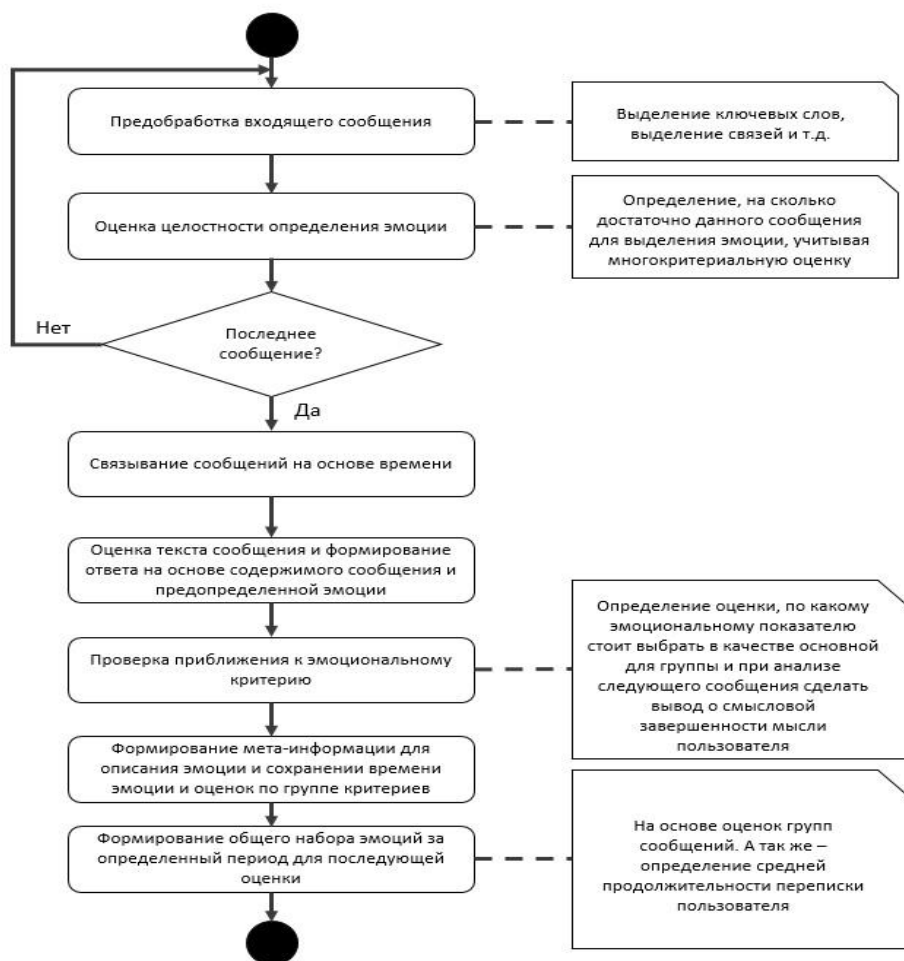 Предобработка входящего сообщения
Выделение ключевых слов,
выделение связей и т.д.
Оценка целостности определения эмоции
Определение, на сколько
достаточно данного сообщения
для выделения эмоции, учитывая
многокритериальную оценку
Нет
Последнее
сообщение?
Да
Связывание сообщений на основе времени
Оценка текста сообщения и формирование
ответа на основе содержимого сообщения и
предопределенной эмоции
Проверка приближения к эмоциональному
критерию
Определение оценки, по какому
эмоциональному показателю
стоит выбрать в качестве основной
для группы и при анализе
следующего сообщения сделать
вывод о смысловой
завершенности мысли
пользователя
Формирование мета-информации для
описания эмоции и сохранении времени
эмоции и оценок по группе критериев
Формирование общего набора эмоций за
определенный период для последующей
оценки
На основе оценок групп
сообщений. А так же –
определение средней
продолжительности переписки
пользователя